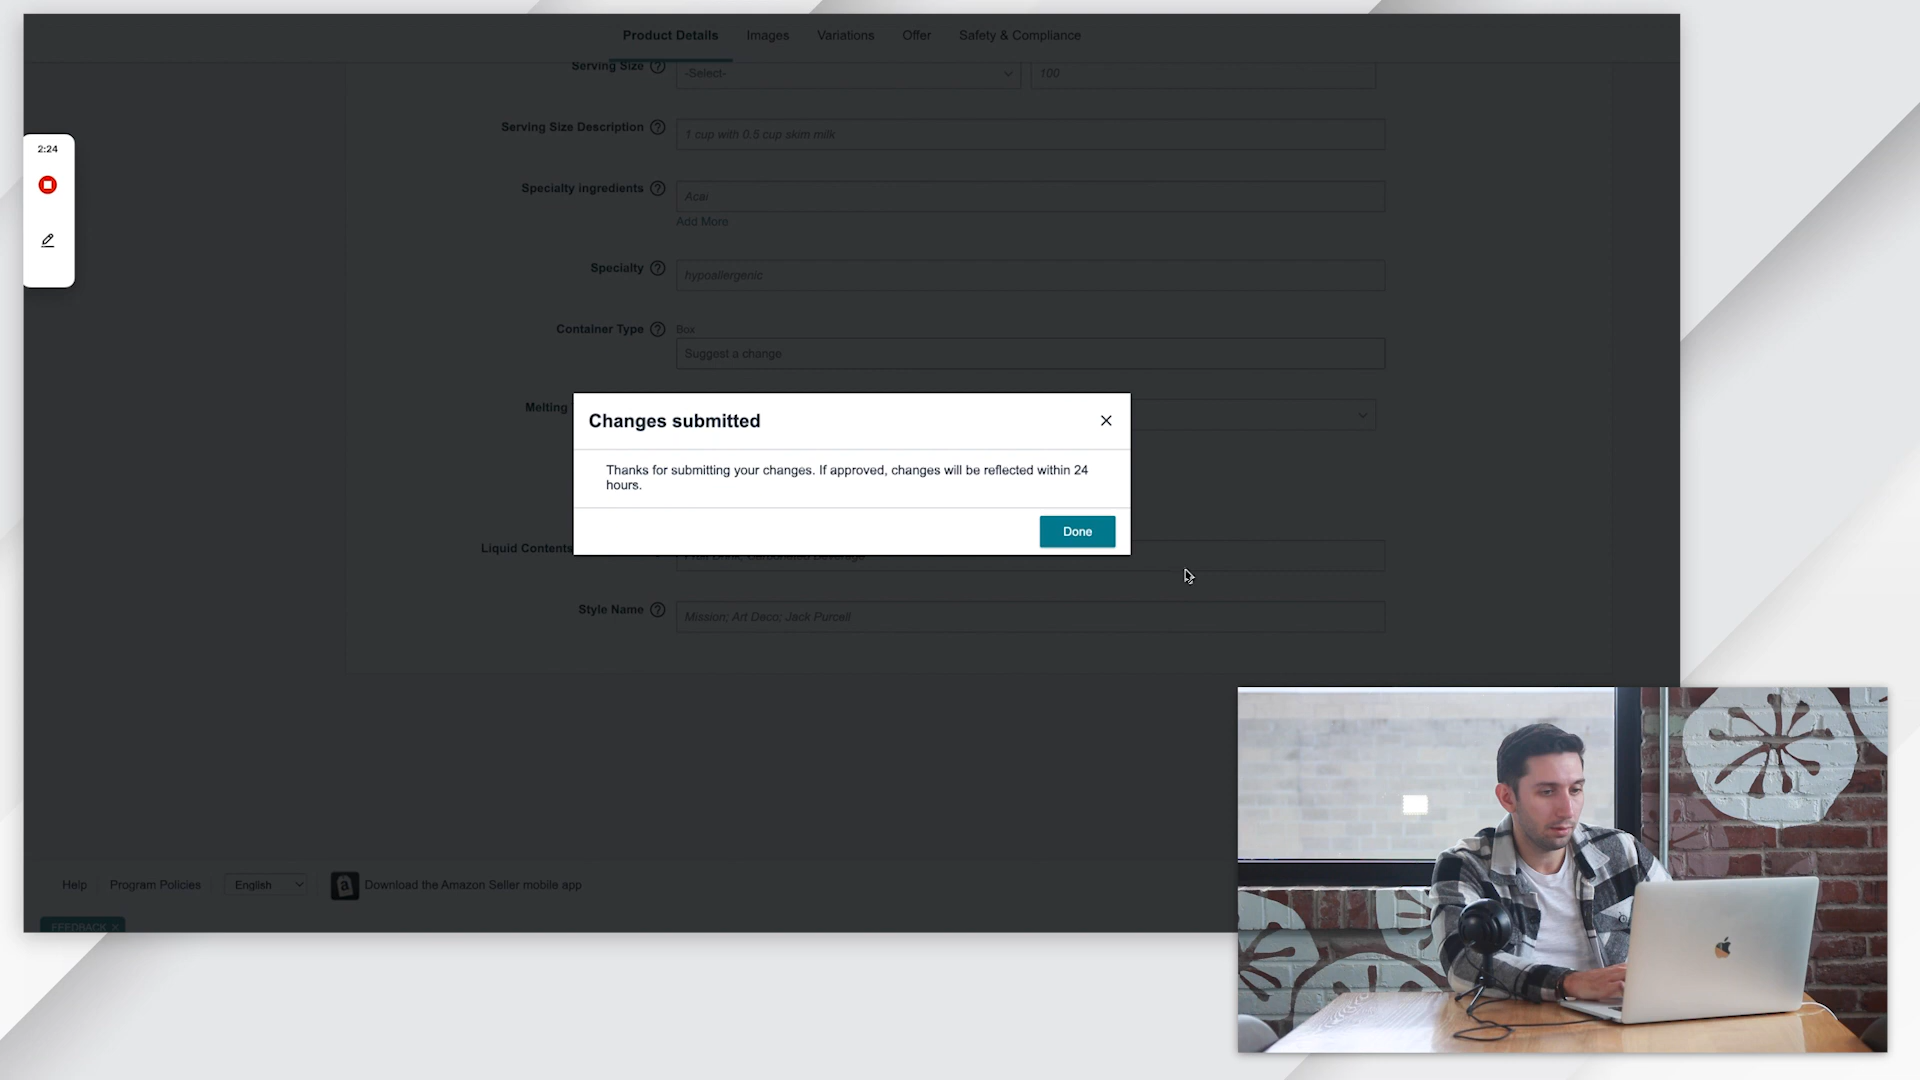 Product Details Images Variations Offer Safety & Compliance
Serving Size -Select- 100
2:24
Serving Size Description 1 cup with 0.5 cup skim milk
Specialty ingredients Acai
Add More
Specialty hypoallergenic
Container Type Box
Suggest a change
Melting
Changes submitted
Thanks for submitting your changes. If approved, changes will be reflected within 24
hours.
Done
Liquid Contents
Style Name Mission; Art Deco; Jack Purcell
Help Program Policies English Download the Amazon Seller mobile app
FEEDBACK